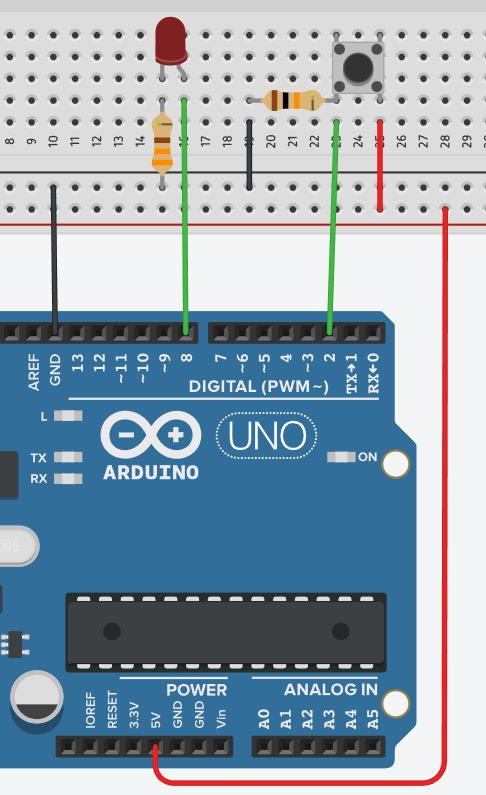 8 9 10 11 12 13 14 15 16 17 18 19 20 21 22 23 24 25 26 27 28 29
AREF GND 13 12 ~11 ~10 ~9 8 7 ~6 ~5 4 ~3 2 TX→1 RX←0
DIGITAL (PWM~)
L
TX
RX
UNO
ON
ARDUINO
POWER
ANALOG IN
IOREF RESET 3.3V 5V GND GND Vin A0 A1 A2 A3 A4 A5